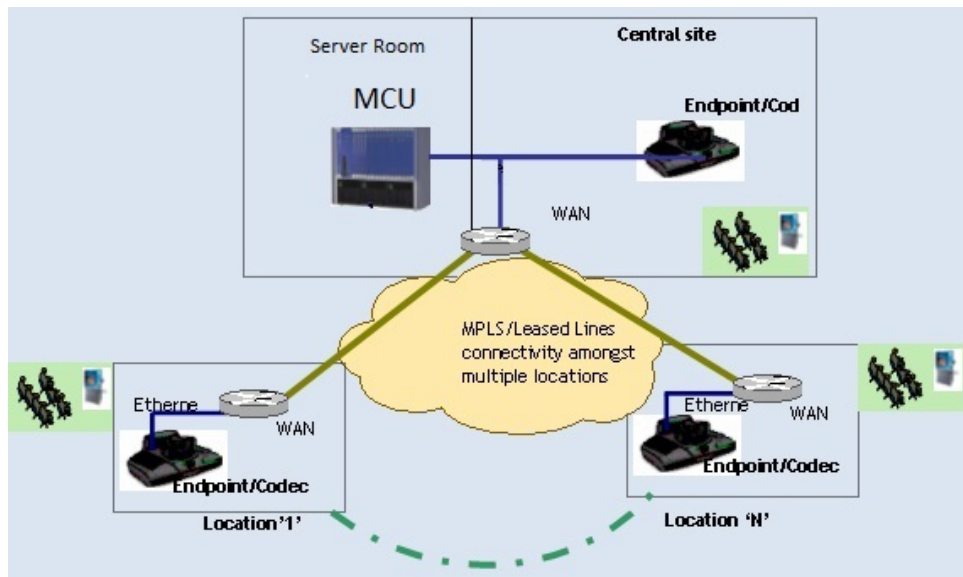 Server Room
Central site
MCU
Endpoint/Cod
WAN
MPLS/Leased Lines
connectivity amongst
multiple locations
Etherne
WAN
Endpoint/Codec
Location'1'
Etherne
WAN
Endpoint/Codec
Location 'N'